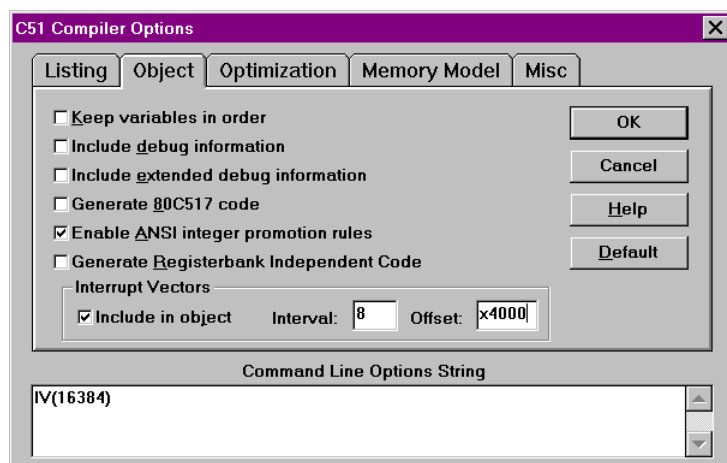 C51 Compiler Options
Listing Object Optimization Memory Model Misc
Keep variables in order
Include debug information
Include extended debug information
Generate 80C517 code
Enable ANSI integer promotion rules
Generate Registerbank Independent Code
Interrupt Vectors
Include in object Interval: 8 Offset: x4000
OK
Cancel
Help
Default
Command Line Options String
IV(16384)